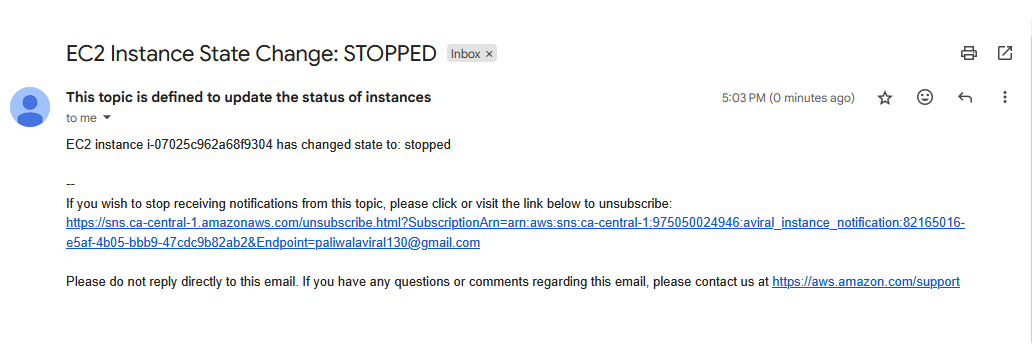 EC2 Instance State Change: STOPPED Inbox ×
This topic is defined to update the status of instances 5:03 PM (0 minutes ago)
to me
EC2 instance i-07025c962a68f9304 has changed state to: stopped
--
If you wish to stop receiving notifications from this topic, please click or visit the link below to unsubscribe:
https://sns.ca-central-1.amazonaws.com/unsubscribe.html?SubscriptionArn=arn:aws:sns:ca-central-1:975050024946:aviral_instance_notification:82165016-
e5af-4b05-bbb9-47cdc9b82ab2&Endpoint=paliwalaviral130@gmail.com
Please do not reply directly to this email. If you have any questions or comments regarding this email, please contact us at https://aws.amazon.com/support